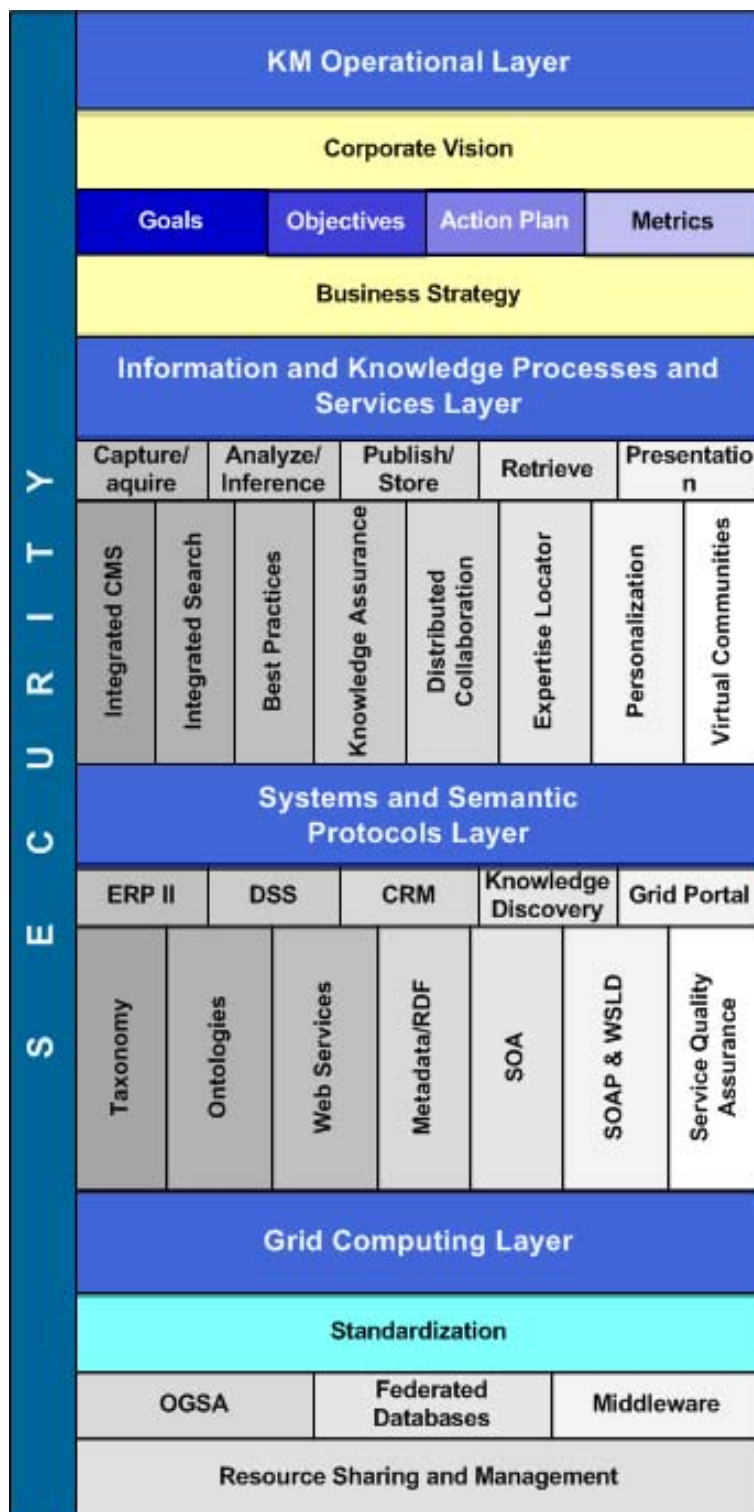 SECURITY
KM Operational Layer
Corporate Vision
Goals
Objectives
Action Plan
Metrics
Business Strategy
Information and Knowledge Processes and
Services Layer
Capture/
aquire
Analyze/
Inference
Publish/
Store
Retrieve
Presentatio
n
Integrated CMS
Integrated Search
Best Practices
Knowledge Assurance
Distributed
Collaboration
Expertise Locator
Personalization
Virtual Communities
Systems and Semantic
Protocols Layer
ERP II
DSS
CRM
Knowledge
Discovery
Grid Portal
Taxonomy
Ontologies
Web Services
Metadata/RDF
SOA
SOAP & WSLD
Service Quality
Assurance
Grid Computing Layer
Standardization
OGSA
Federated
Databases
Middleware
Resource Sharing and Management